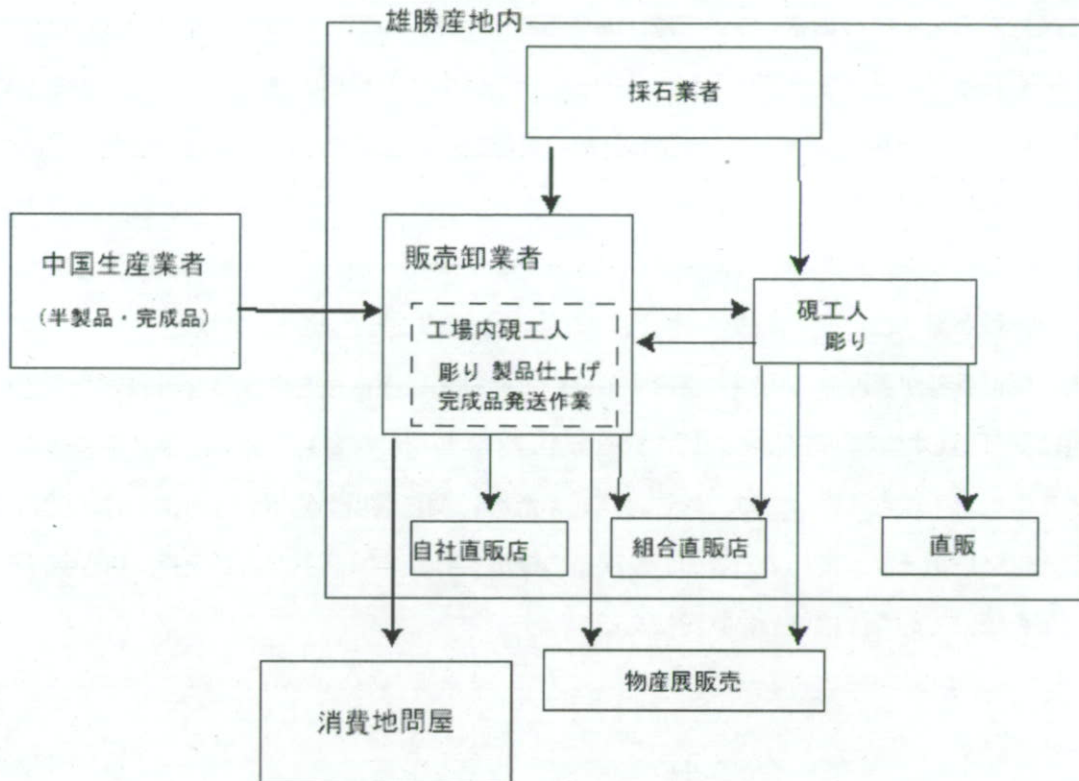 雄勝産地内
採石業者
中国生産業者
(半製品・完成品)
販売卸業者
工場内硯工人
彫り 製品仕上げ
完成品発送作業
硯工人
彫り
自社直販店
組合直販店
直販
物産展販売
消費地問屋